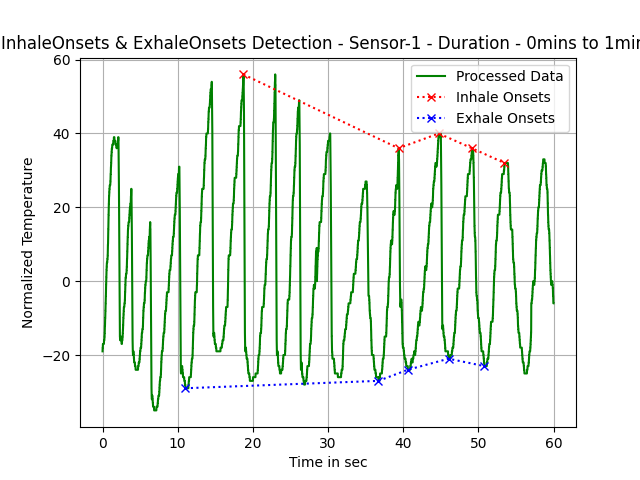 InhaleOnsets & ExhaleOnsets Detection - Sensor-1 - Duration - 0mins to 1min
Processed Data
Inhale Onsets
Exhale Onsets
Normalized Temperature
60
40
20
0
−20
0 10 20 30 40 50 60
Time in sec